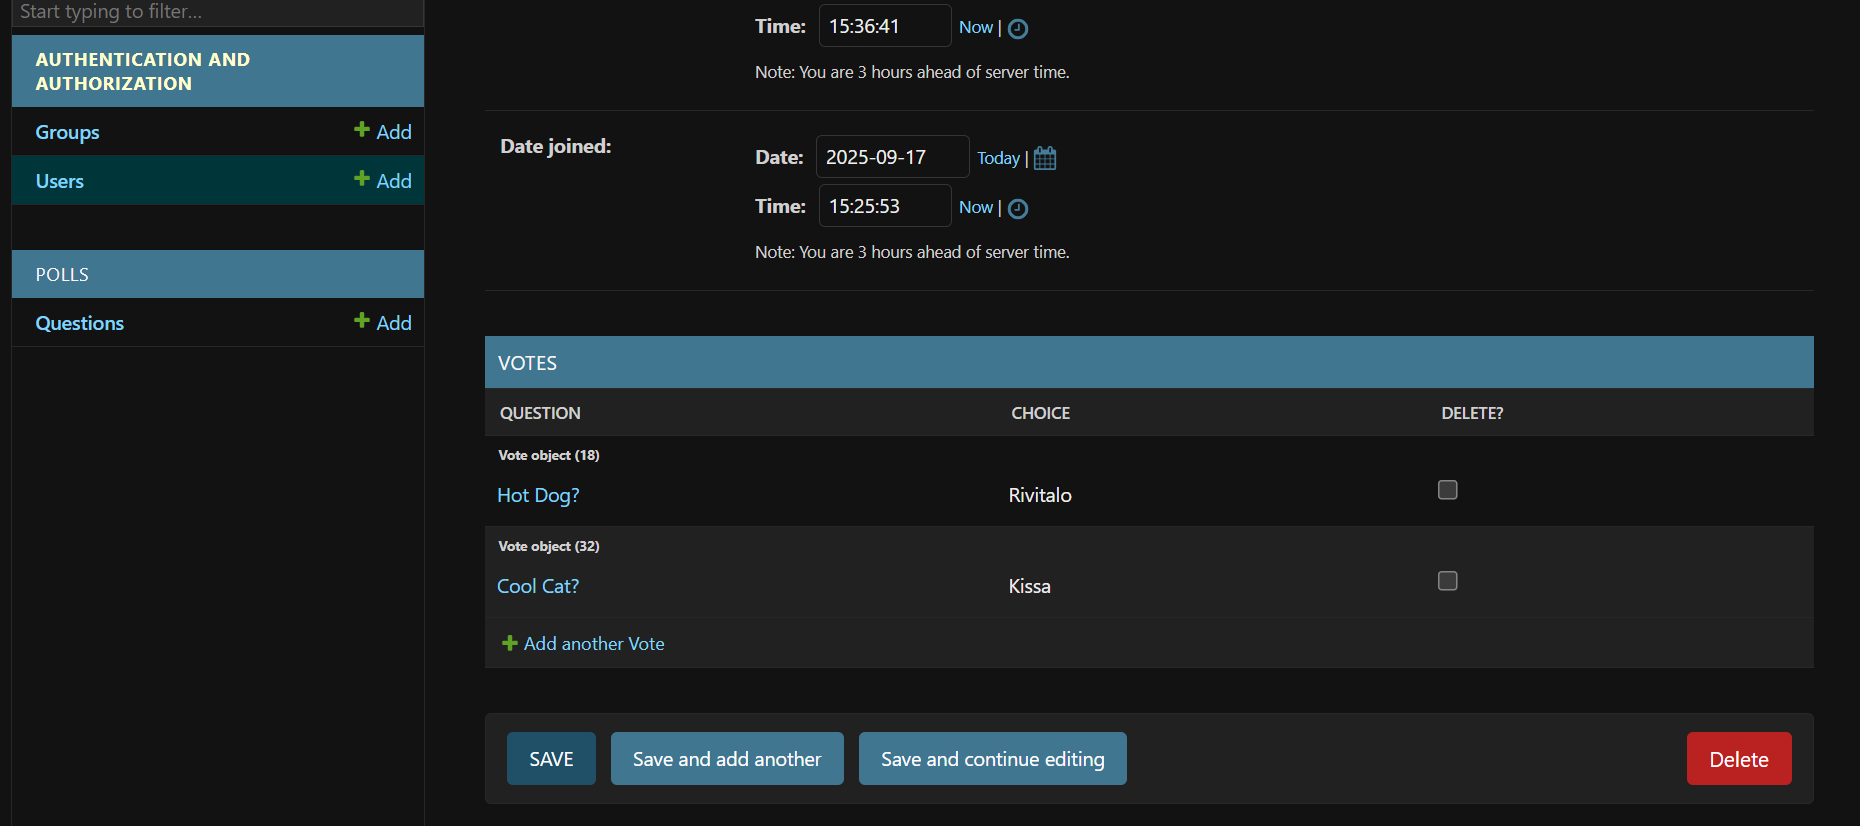 Start typing to filter...
AUTHENTICATION AND
AUTHORIZATION
Groups + Add
Users + Add
POLLS
Questions + Add
Time: 15:36:41 Now |
Note: You are 3 hours ahead of server time.
Date joined:
Date: 2025-09-17 Today |
Time: 15:25:53 Now |
Note: You are 3 hours ahead of server time.
VOTES
QUESTION CHOICE DELETE?
Vote object (18)
Hot Dog? Rivitalo
Vote object (32)
Cool Cat? Kissa
+ Add another Vote
SAVE Save and add another Save and continue editing Delete